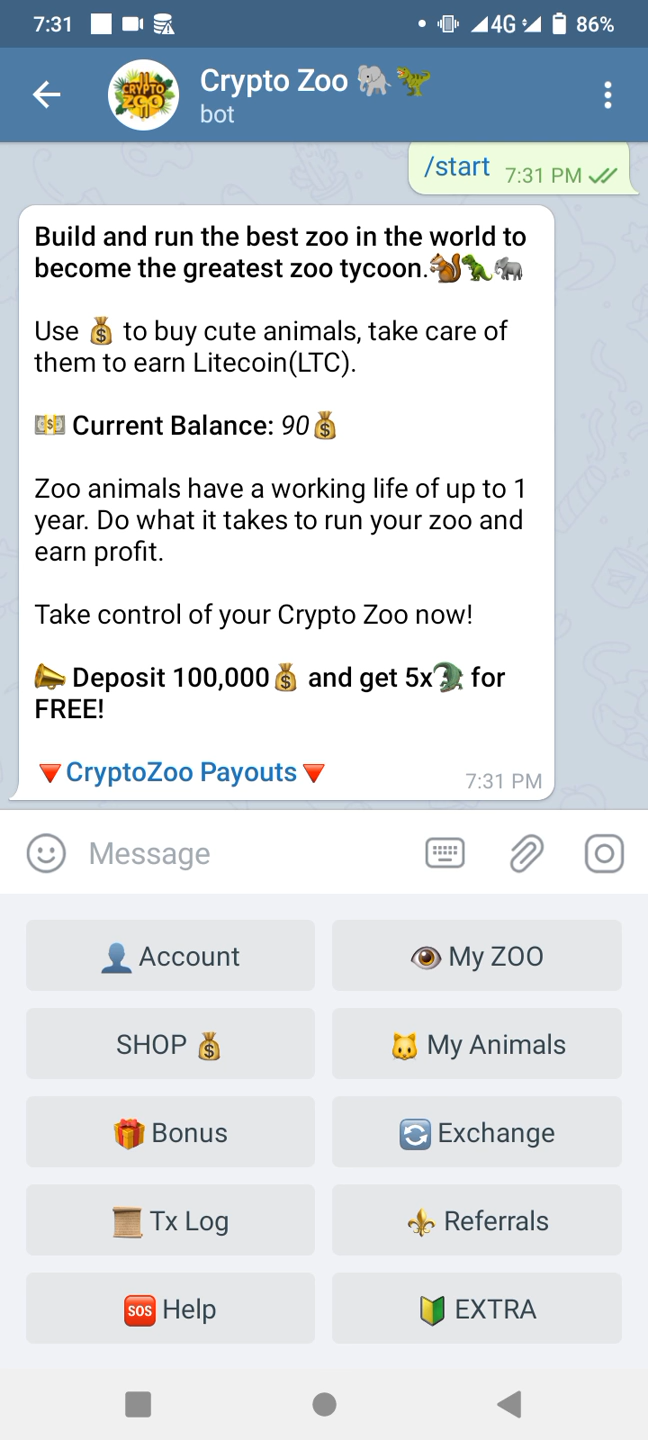 7:31
4G 86%
CRYPTO
ZOO
Crypto Zoo 🐘🦖
bot
/start 7:31 PM
Build and run the best zoo in the world to
become the greatest zoo tycoon.🐿🦖🐘
Use 💰 to buy cute animals, take care of
them to earn Litecoin(LTC).
💵 Current Balance: 90💰
Zoo animals have a working life of up to 1
year. Do what it takes to run your zoo and
earn profit.
Take control of your Crypto Zoo now!
📣 Deposit 100,000💰 and get 5x🐊 for
FREE!
🔻CryptoZoo Payouts🔻 7:31 PM
Message
👤 Account
👁 My ZOO
SHOP 💰
🐱 My Animals
🎁 Bonus
🔄 Exchange
📜 Tx Log
⚜ Referrals
🆘 Help
🔰 EXTRA